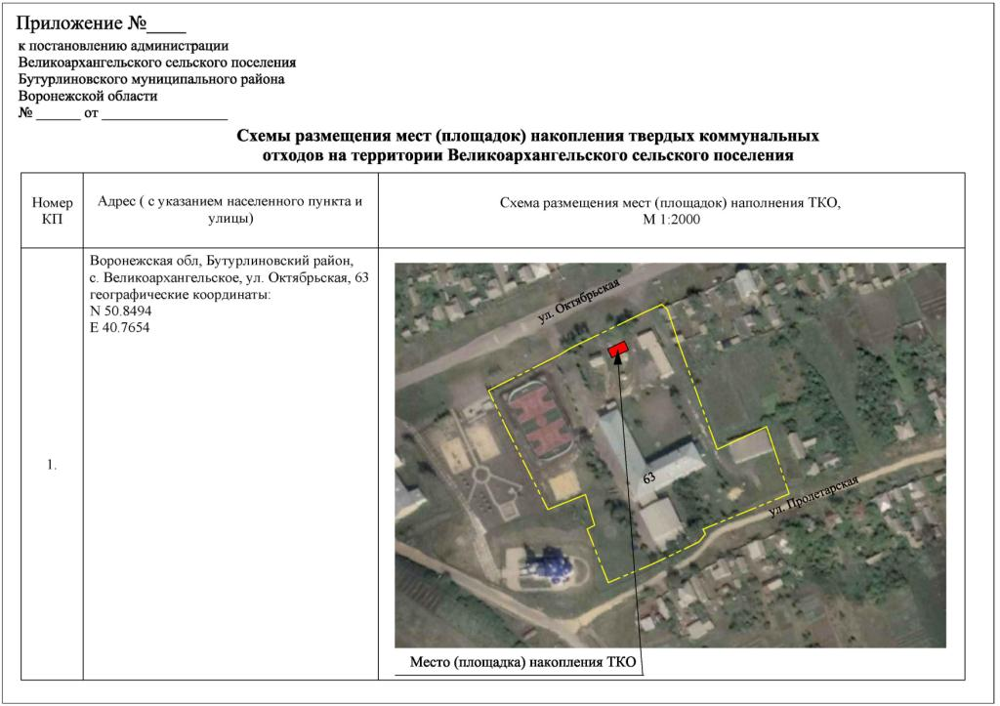 Приложение №____
к постановлению администрации
Великоархангельского сельского поселения
Бутурлиновского муниципального района
Воронежской области
№ ______ от _________________
Схемы размещения мест (площадок) накопления твердых коммунальных
отходов на территории Великоархангельского сельского поселения
Номер
КП
Адрес ( с указанием населенного пункта и
улицы)
Схема размещения мест (площадок) наполнения ТКО,
М 1:2000
1.
Воронежская обл, Бутурлиновский район,
с. Великоархангельское, ул. Октябрьская, 63
географические координаты:
N 50.8494
E 40.7654
ул. Октябрьская
63
ул. Пролетарская
Место (площадка) накопления ТКО